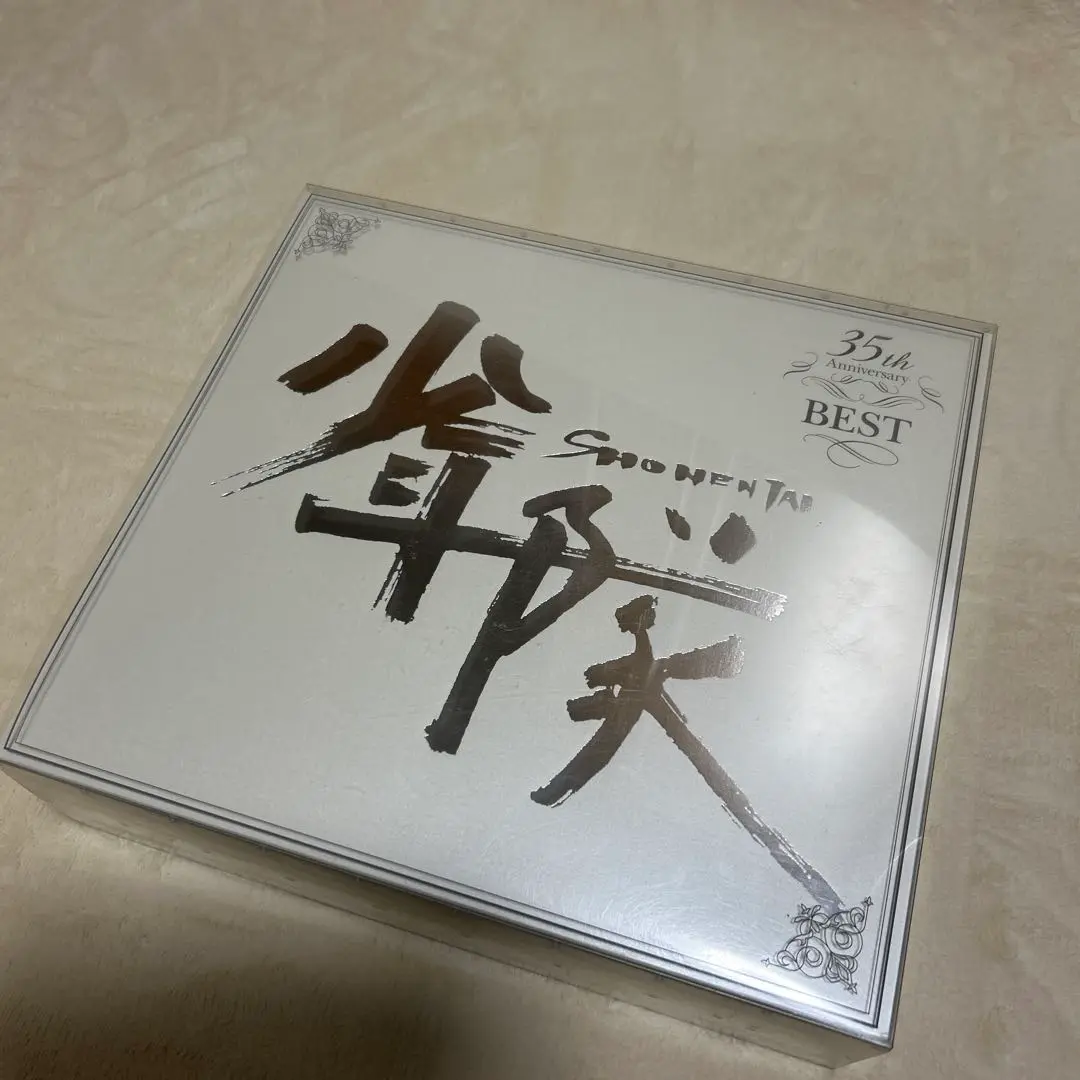 35th
Anniversary
BEST
SHONENTAI
少年隊